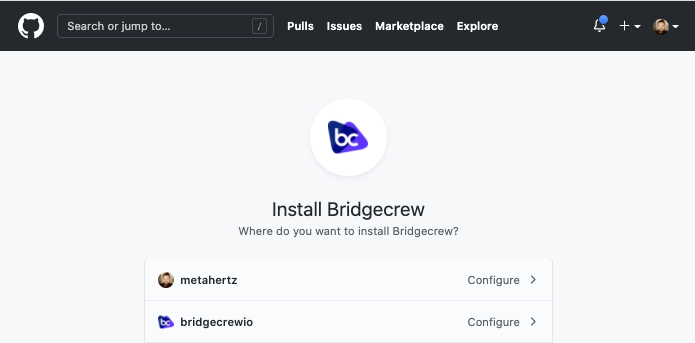 Search or jump to... / Pulls Issues Marketplace Explore
bc
Install Bridgecrew
Where do you want to install Bridgecrew?
metahertz Configure
bc bridgecrewio Configure